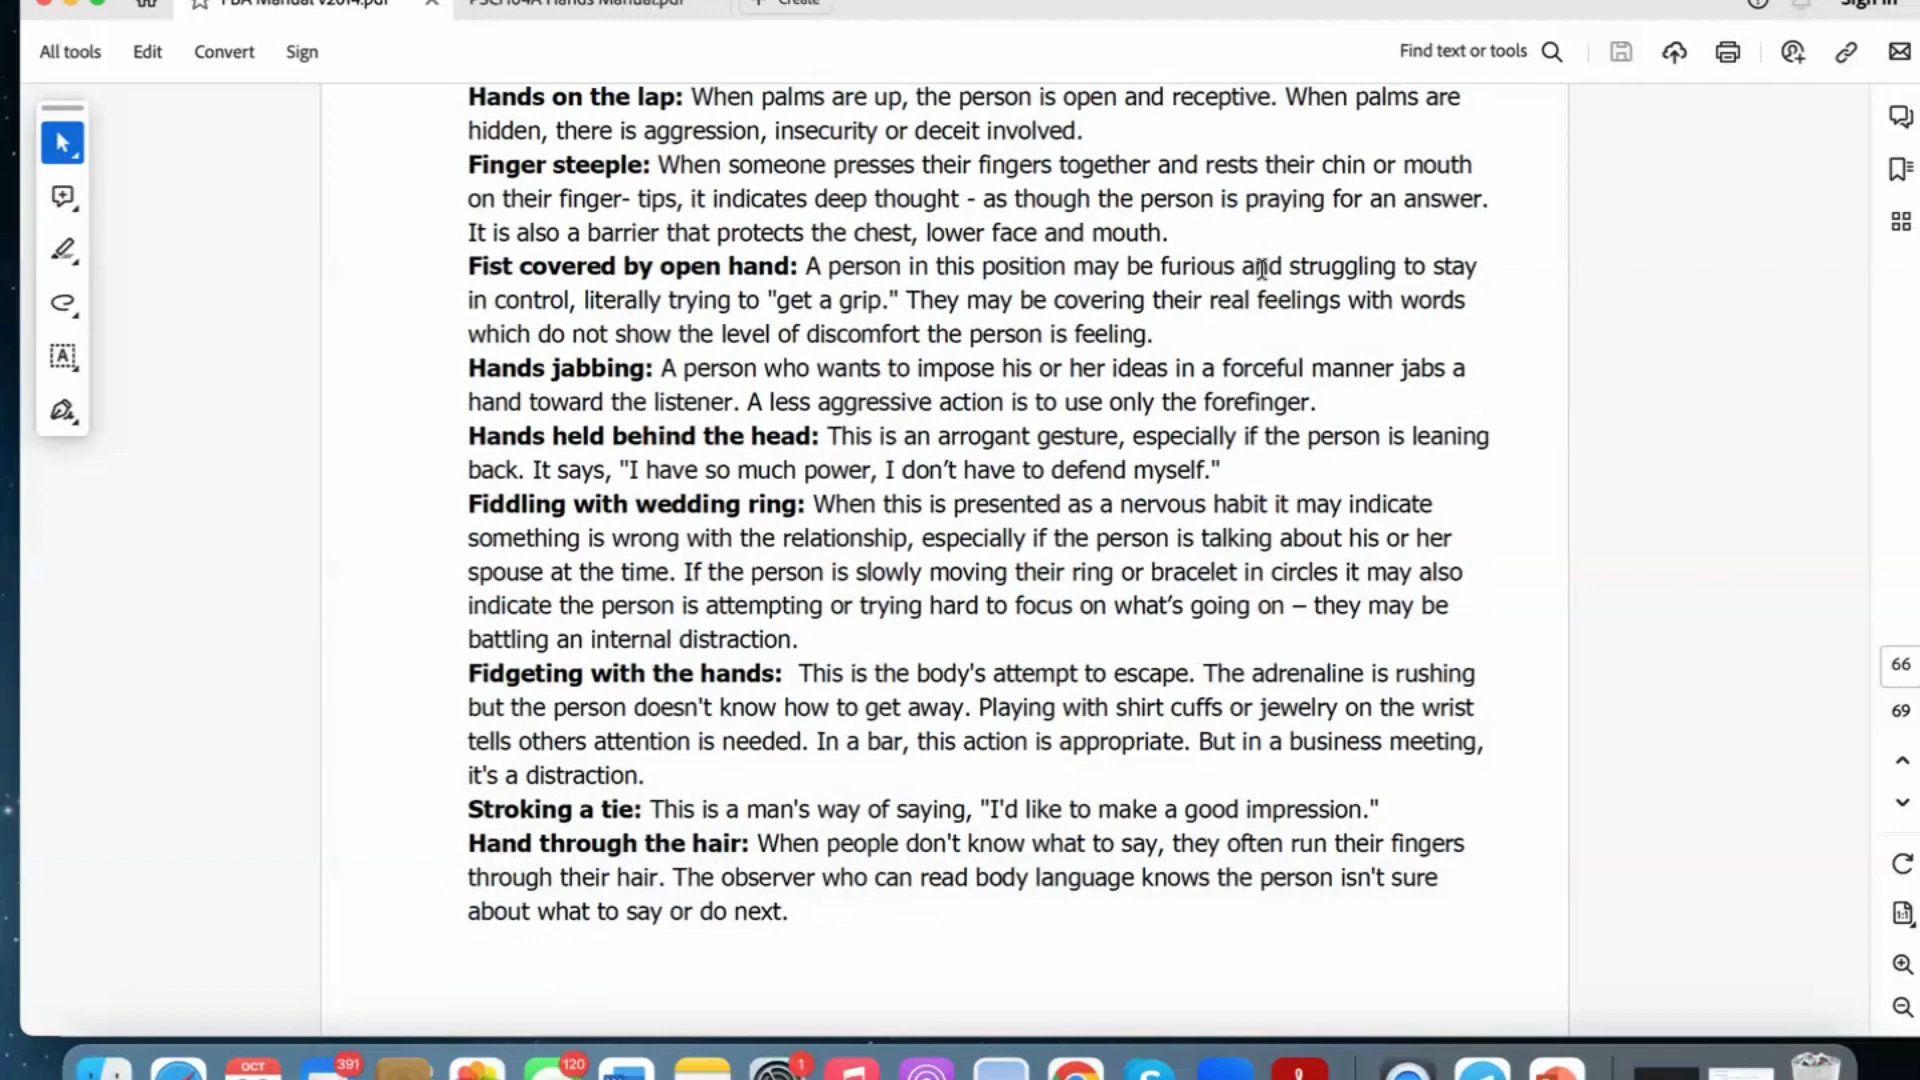 All tools Edit Convert Sign
Find text or tools
Hands on the lap: When palms are up, the person is open and receptive. When palms are
hidden, there is aggression, insecurity or deceit involved.
Finger steeple: When someone presses their fingers together and rests their chin or mouth
on their finger- tips, it indicates deep thought - as though the person is praying for an answer.
It is also a barrier that protects the chest, lower face and mouth.
Fist covered by open hand: A person in this position may be furious and struggling to stay
in control, literally trying to "get a grip." They may be covering their real feelings with words
which do not show the level of discomfort the person is feeling.
Hands jabbing: A person who wants to impose his or her ideas in a forceful manner jabs a
hand toward the listener. A less aggressive action is to use only the forefinger.
Hands held behind the head: This is an arrogant gesture, especially if the person is leaning
back. It says, "I have so much power, I don’t have to defend myself."
Fiddling with wedding ring: When this is presented as a nervous habit it may indicate
something is wrong with the relationship, especially if the person is talking about his or her
spouse at the time. If the person is slowly moving their ring or bracelet in circles it may also
indicate the person is attempting or trying hard to focus on what’s going on – they may be
battling an internal distraction.
Fidgeting with the hands: This is the body's attempt to escape. The adrenaline is rushing
but the person doesn't know how to get away. Playing with shirt cuffs or jewelry on the wrist
tells others attention is needed. In a bar, this action is appropriate. But in a business meeting,
it's a distraction.
Stroking a tie: This is a man's way of saying, "I'd like to make a good impression."
Hand through the hair: When people don't know what to say, they often run their fingers
through their hair. The observer who can read body language knows the person isn't sure
about what to say or do next.
66
69
OCT
391
120
1